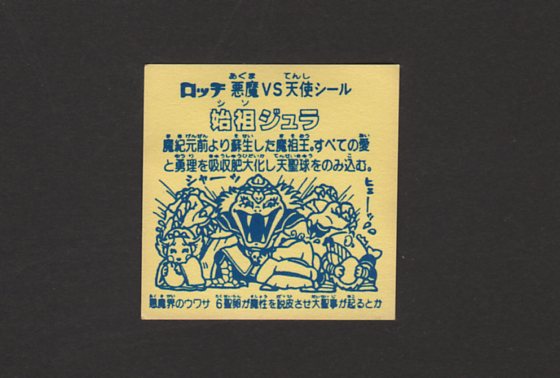 ロッチ 悪魔VS天使シール
始祖ジュラ
魔紀元前より蘇生した魔祖王。すべての愛
と勇理を吸収肥大化し天聖球をのみ込む。
シャーッ
ヒェーッ
悪魔界のウワサ 6聖節が魔性を脱皮させ大聖事が起るとか